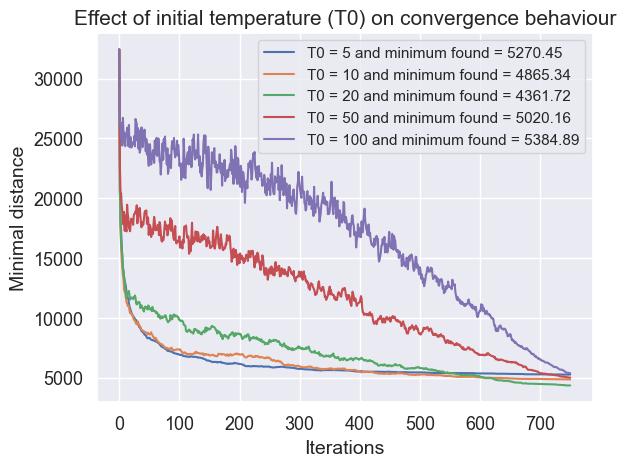 Effect of initial temperature (T0) on convergence behaviour
T0 = 5 and minimum found = 5270.45
T0 = 10 and minimum found = 4865.34
T0 = 20 and minimum found = 4361.72
T0 = 50 and minimum found = 5020.16
T0 = 100 and minimum found = 5384.89
Minimal distance
30000
25000
20000
15000
10000
5000
0 100 200 300 400 500 600 700
Iterations